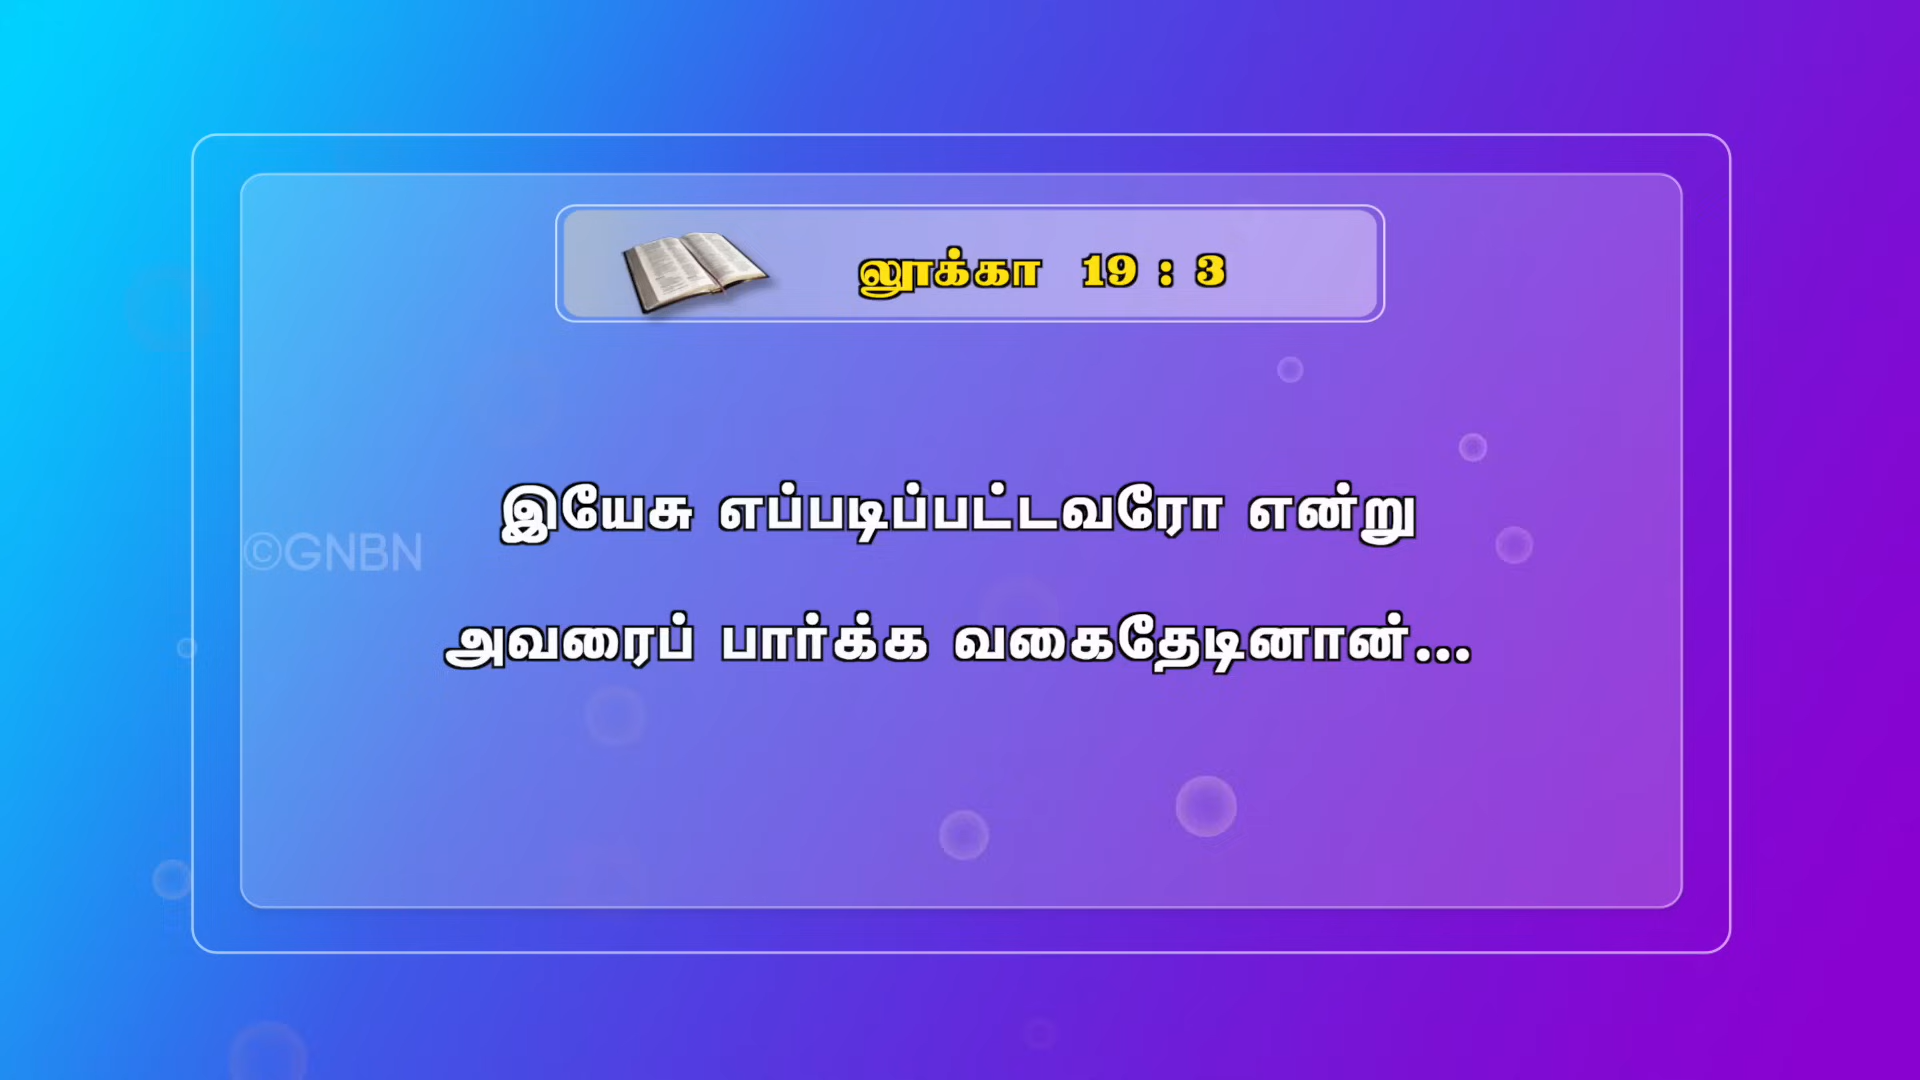 லூக்கா 19 : 3
இயேசு எப்படிப்பட்டவரோ என்று
©GNBN
அவரைப் பார்க்க வகைதேடினான்...